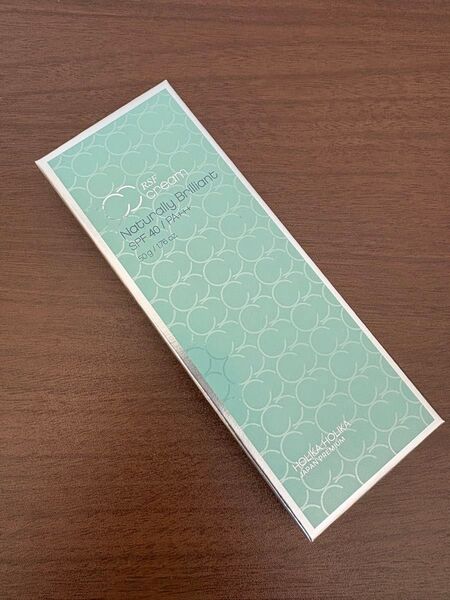 CC RSF
cream
Naturally Brilliant
SPF 40 / PA+++
50g / 1.76 oz
HOLIKA HOLIKA
JAPAN PREMIUM